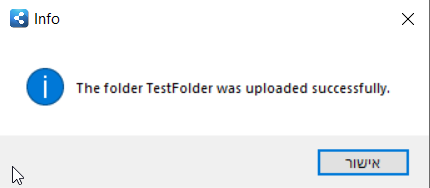 Info
The folder TestFolder was uploaded successfully.
אישור